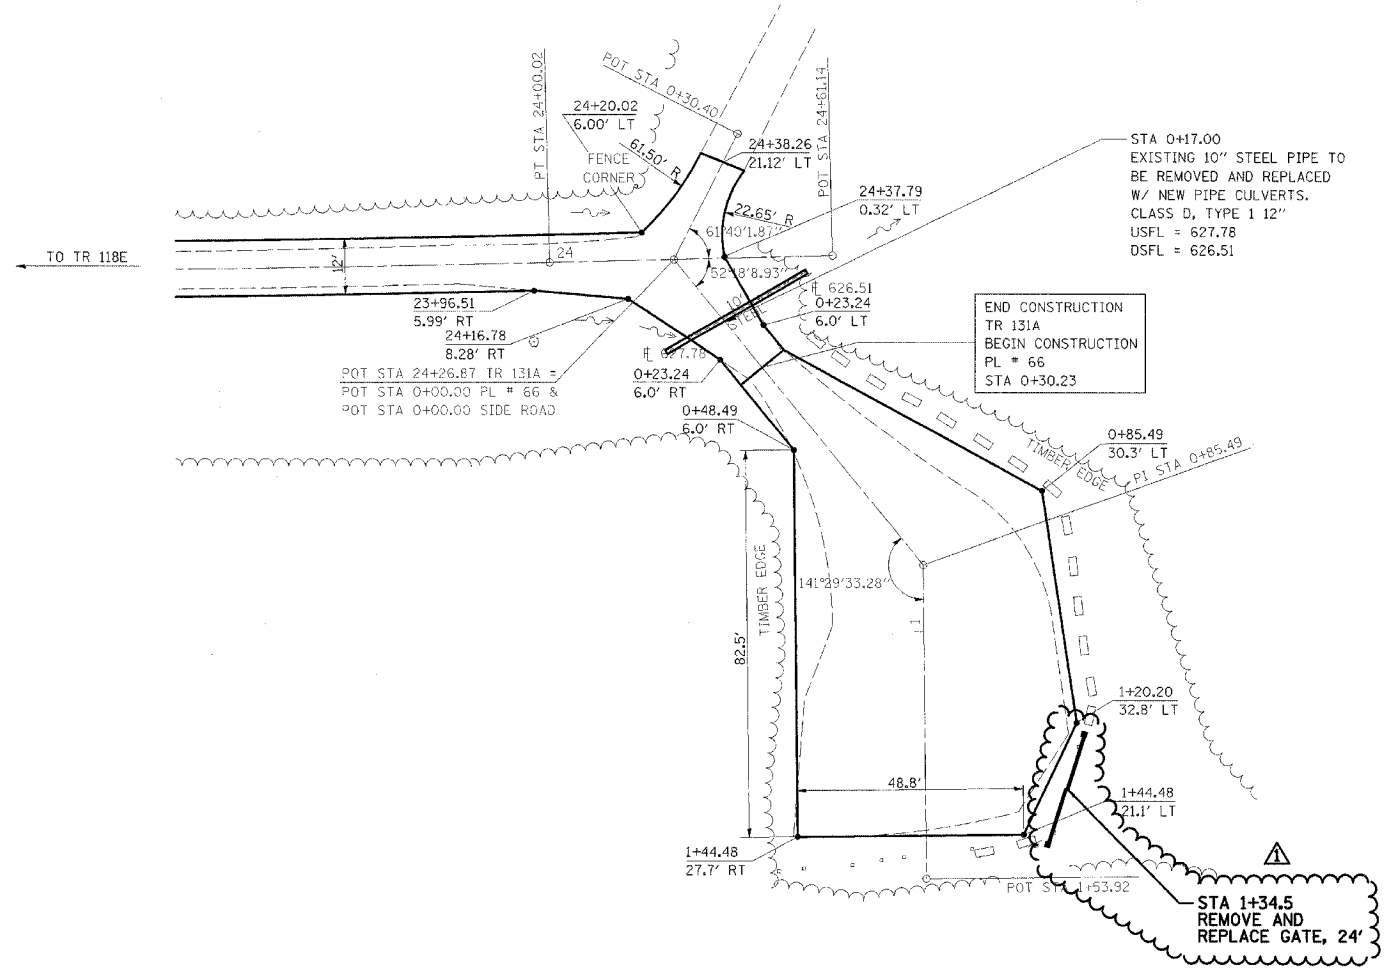 POT STA 0+30.40
PT STA 24+00.02
POT STA 24+61.14
24+20.02
6.00' LT
FENCE
CORNER
61.50' R
24+38.26
21.12' LT
24+37.79
0.32' LT
22.65' R
61°40'1.87"
52°18'8.93"
STA 0+17.00
EXISTING 10" STEEL PIPE TO
BE REMOVED AND REPLACED
W/ NEW PIPE CULVERTS,
CLASS D, TYPE 1 12"
USFL = 627.78
DSFL = 626.51
TO TR 118E
12'
24
23+96.51
5.99' RT
24+16.78
8.28' RT
10"
STEEL
FL 626.51
0+23.24
6.0' LT
FL 627.78
0+23.24
6.0' RT
END CONSTRUCTION
TR 131A
BEGIN CONSTRUCTION
PL # 66
STA 0+30.23
POT STA 24+26.87 TR 131A =
POT STA 0+00.00 PL # 66 &
POT STA 0+00.00 SIDE ROAD
0+48.49
6.0' RT
0+85.49
30.3' LT
TIMBER EDGE
PI STA 0+85.49
141°29'33.28"
TIMBER EDGE
82.5'
1
1+20.20
32.8' LT
48.8'
1+44.48
21.1' LT
1+44.48
27.7' RT
POT STA 1+53.92
1
STA 1+34.5
REMOVE AND
REPLACE GATE, 24'